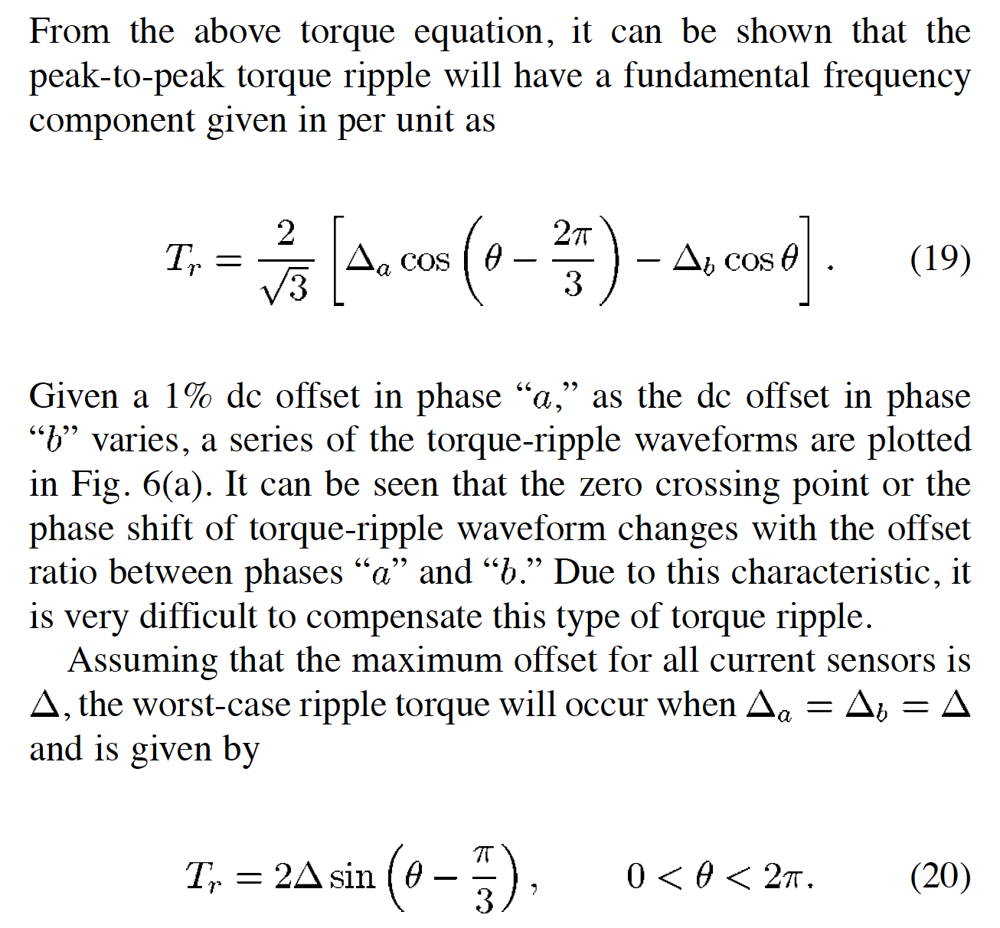 From the above torque equation, it can be shown that the
peak-to-peak torque ripple will have a fundamental frequency
component given in per unit as
T_r = \frac{2}{\sqrt{3}} \left[ \Delta_a \cos \left( \theta - \frac{2\pi}{3} \right) - \Delta_b \cos \theta \right] . (19)
Given a 1% dc offset in phase “a,” as the dc offset in phase
“b” varies, a series of the torque-ripple waveforms are plotted
in Fig. 6(a). It can be seen that the zero crossing point or the
phase shift of torque-ripple waveform changes with the offset
ratio between phases “a” and “b.” Due to this characteristic, it
is very difficult to compensate this type of torque ripple.
Assuming that the maximum offset for all current sensors is
Δ, the worst-case ripple torque will occur when Δ_a = Δ_b = Δ
and is given by
T_r = 2\Delta \sin \left( \theta - \frac{\pi}{3} \right), 0 < \theta < 2\pi. (20)